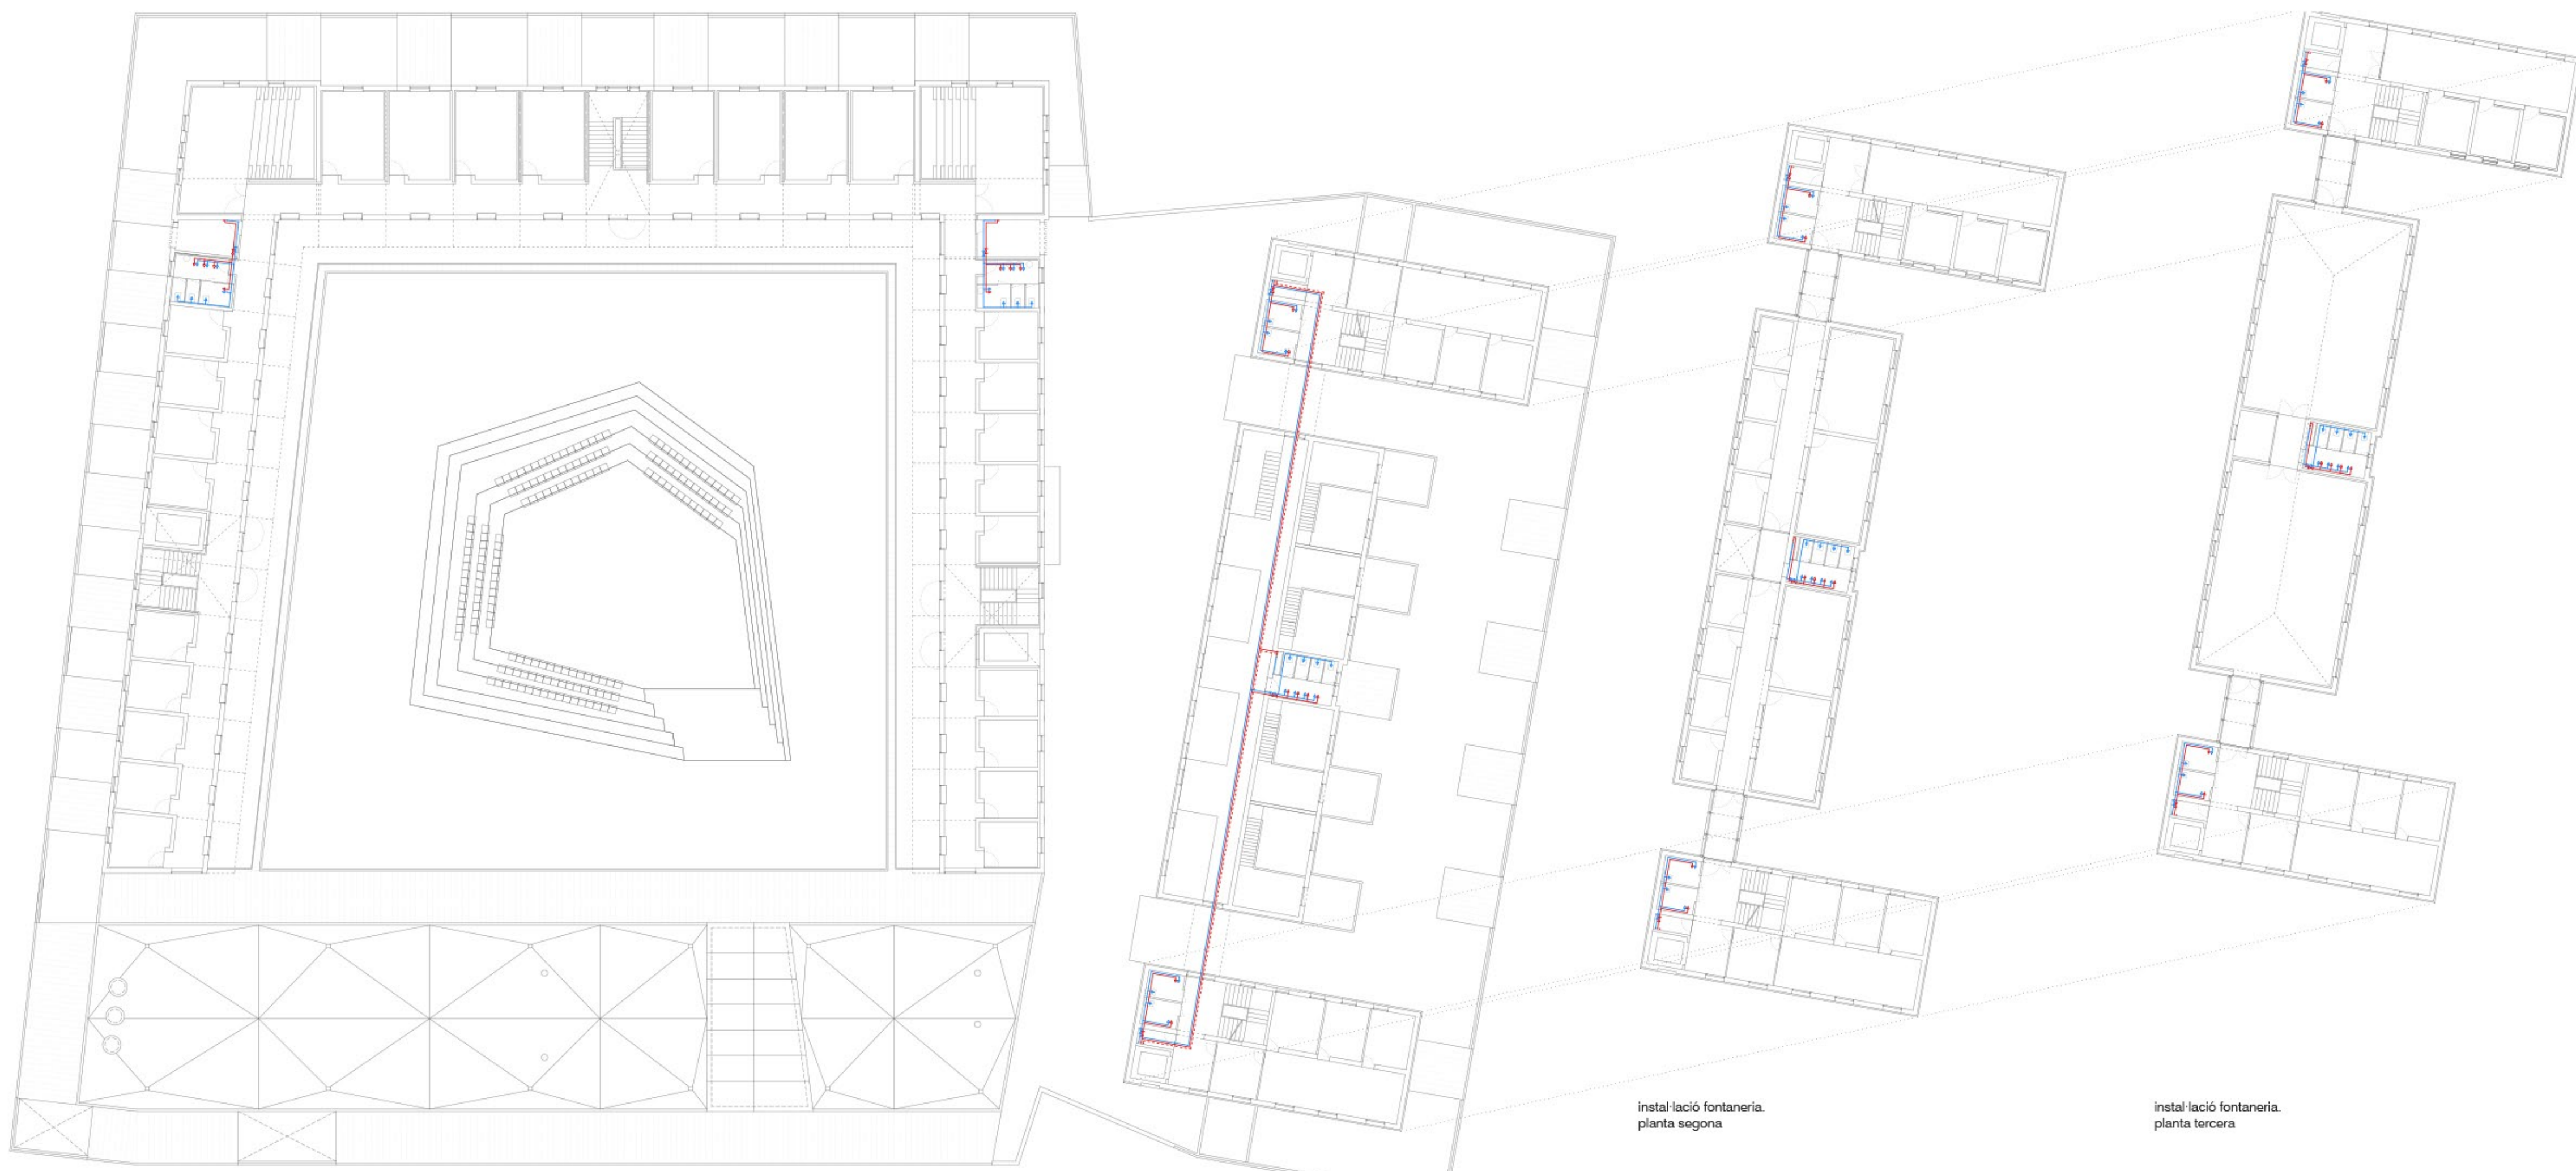 instal·lació fontaneria.
planta segona
instal·lació fontaneria.
planta tercera